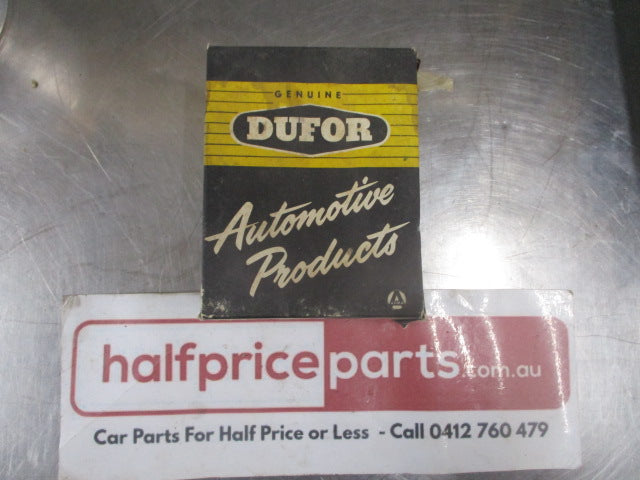 GENUINE
DUFOR
Automotive
Products
halfpriceparts.com.au
Car Parts For Half Price or Less - Call 0412 760 479